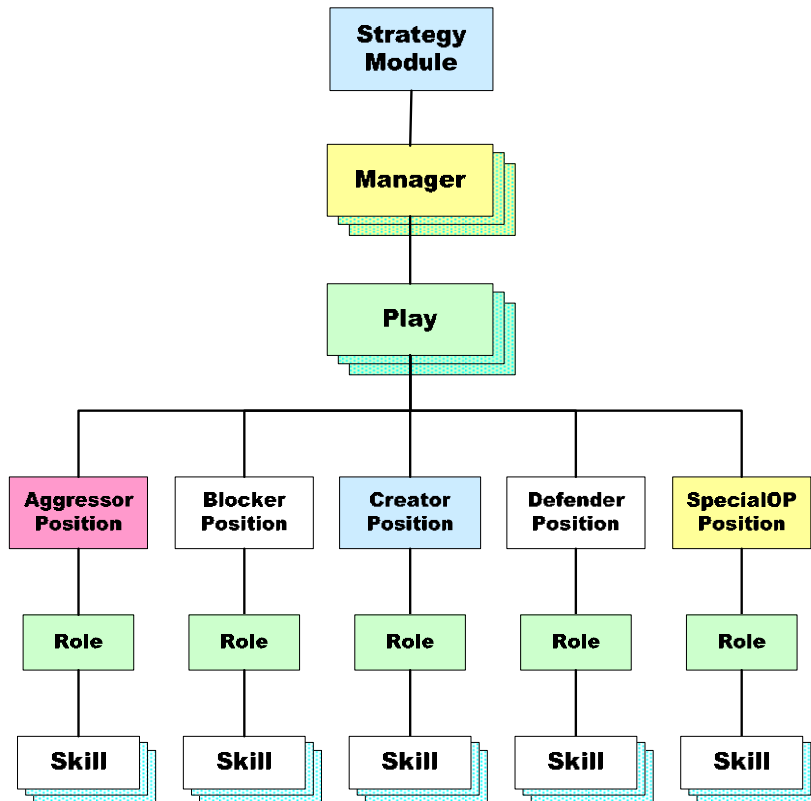 Strategy
Module
Manager
Play
Aggressor
Position
Blocker
Position
Creator
Position
Defender
Position
SpecialOP
Position
Role
Role
Role
Role
Role
Skill
Skill
Skill
Skill
Skill